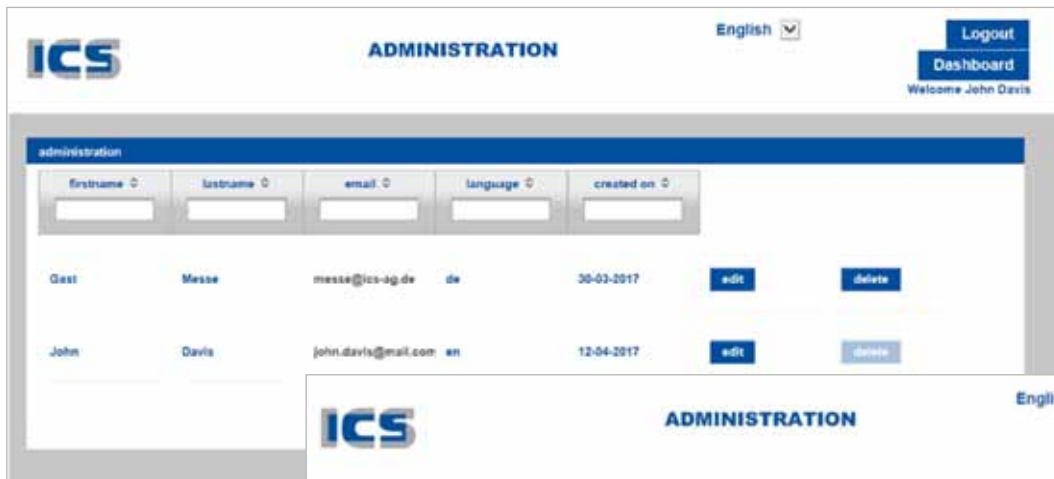 ICS ADMINISTRATION English Logout
Dashboard
Welcome John Davis
administration
firstname lastname email language created on
Gast Messe messe@ics-ag.de de 30-03-2017 edit delete
John Davis john.davis@mail.com en 12-04-2017 edit delete
ICS ADMINISTRATION Engli